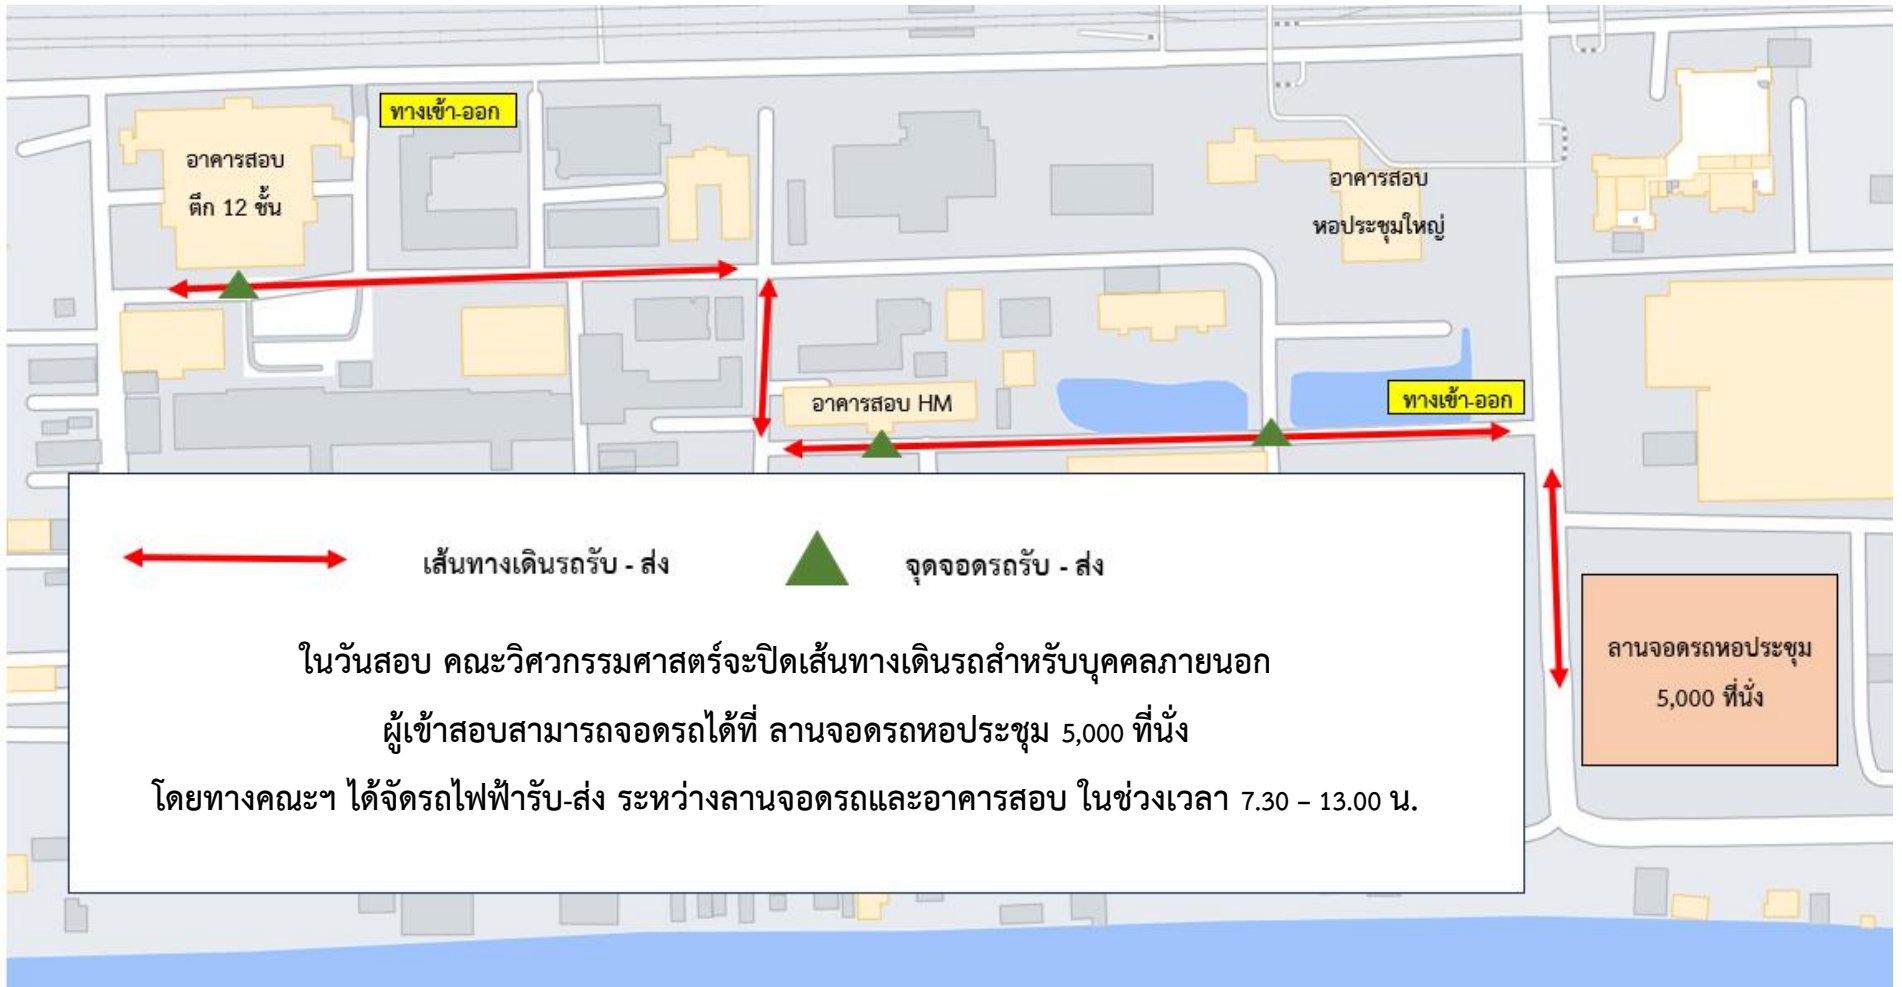 ทางเข้า-ออก
อาคารสอบ
ตึก 12 ชั้น
อาคารสอบ
หอประชุมใหญ่
อาคารสอบ HM
ทางเข้า-ออก
เส้นทางเดินรถรับ - ส่ง
จุดจอดรถรับ - ส่ง
ในวันสอบ คณะวิศวกรรมศาสตร์จะปิดเส้นทางเดินรถสำหรับบุคคลภายนอก
ผู้เข้าสอบสามารถจอดรถได้ที่ ลานจอดรถหอประชุม 5,000 ที่นั่ง
โดยทางคณะฯ ได้จัดรถไฟฟ้ารับ-ส่ง ระหว่างลานจอดรถและอาคารสอบ ในช่วงเวลา 7.30 – 13.00 น.
ลานจอดรถหอประชุม
5,000 ที่นั่ง